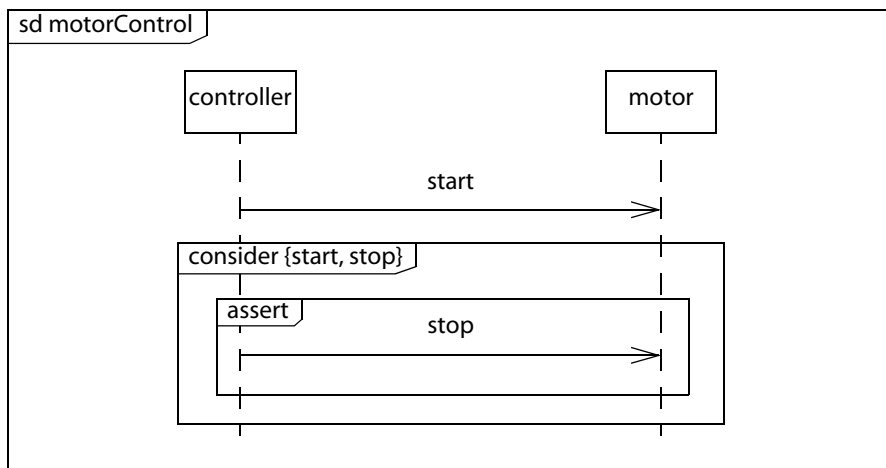 sd motorControl
controller
motor
start
consider {start, stop}
assert
stop